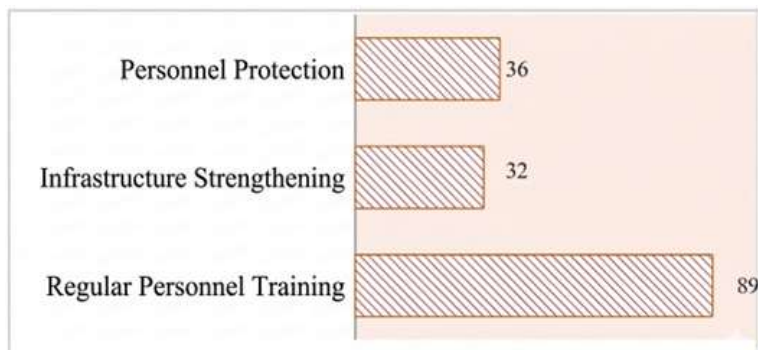 Personnel Protection 36
Infrastructure Strengthening 32
Regular Personnel Training 89